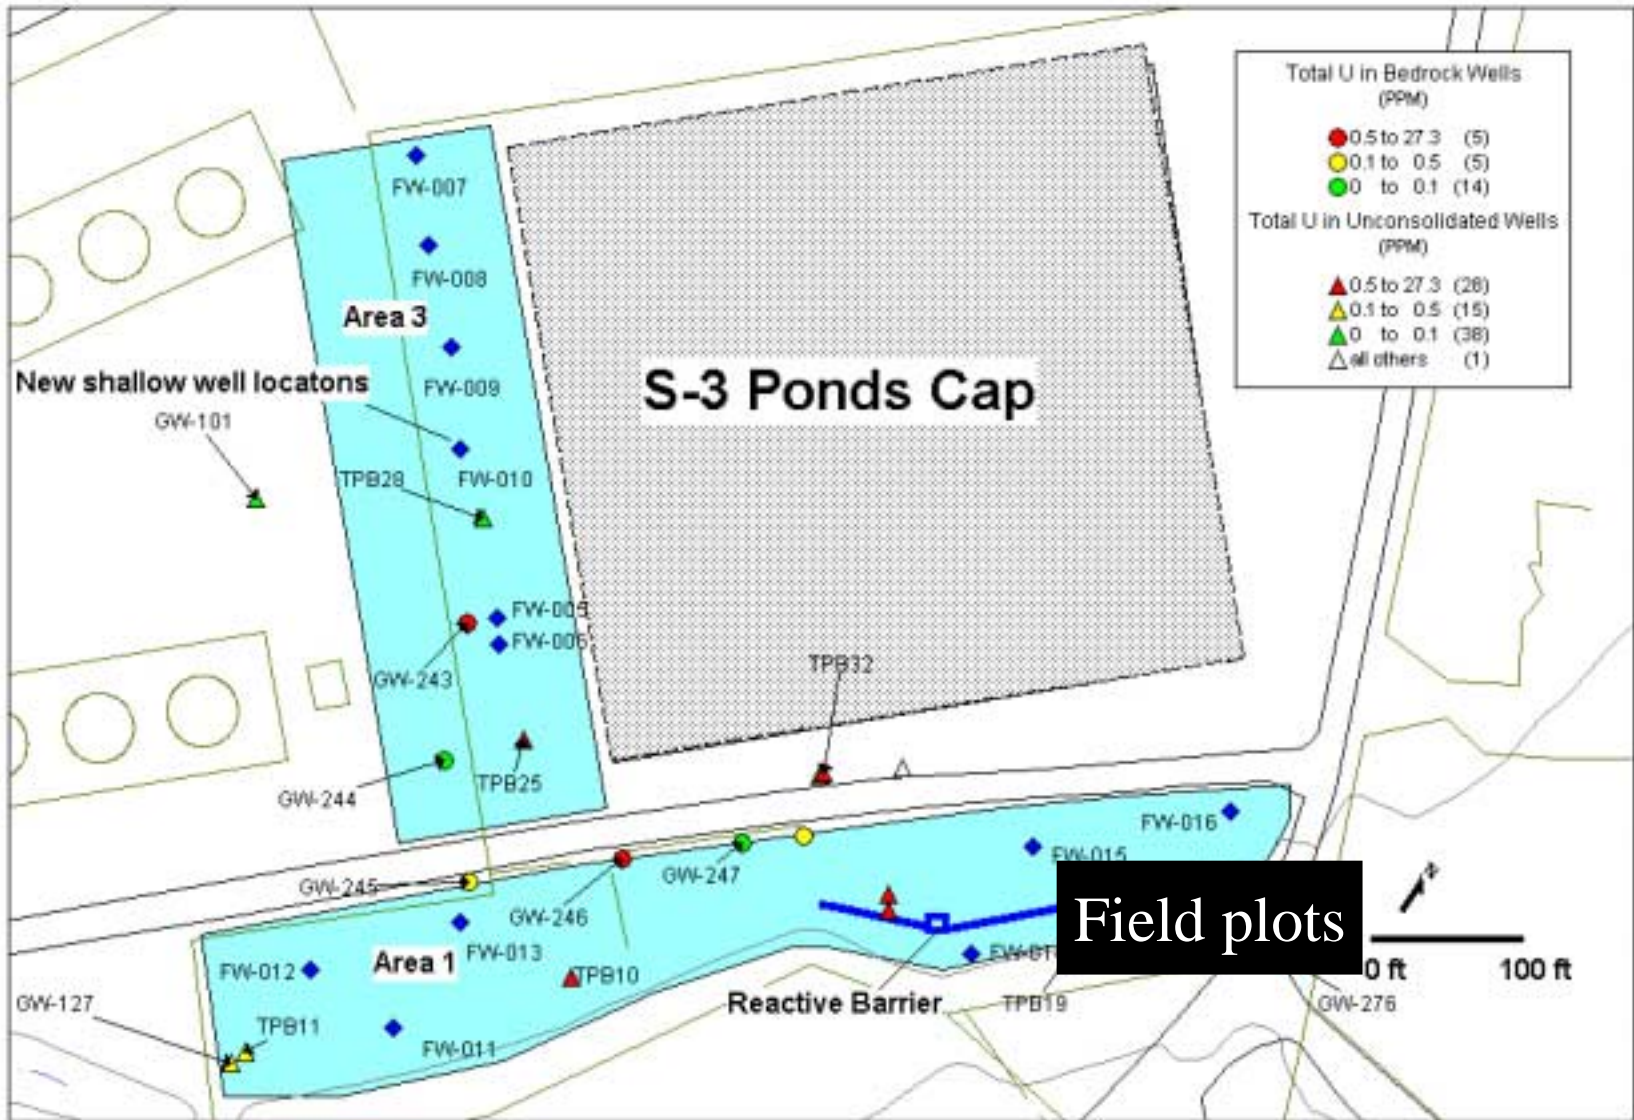 Total U in Bedrock Wells
(PPM)
0.5 to 27.3 (5)
0.1 to 0.5 (5)
0 to 0.1 (14)
Total U in Unconsolidated Wells
(PPM)
0.5 to 27.3 (28)
0.1 to 0.5 (15)
0 to 0.1 (38)
all others (1)
FW-007
FW-008
Area 3
FW-009
New shallow well locatons
GW-101
S-3 Ponds Cap
TPB28
FW-010
FW-005
FW-006
GW-243
TPB32
TPB25
GW-244
FW-016
FW-015
GW-247
GW-245
GW-246
Field plots
FW-013
Area 1
FW-012
TPB10
0 ft 100 ft
GW-127
Reactive Barrier
TPB19
GW-276
TPB11
FW-011
N